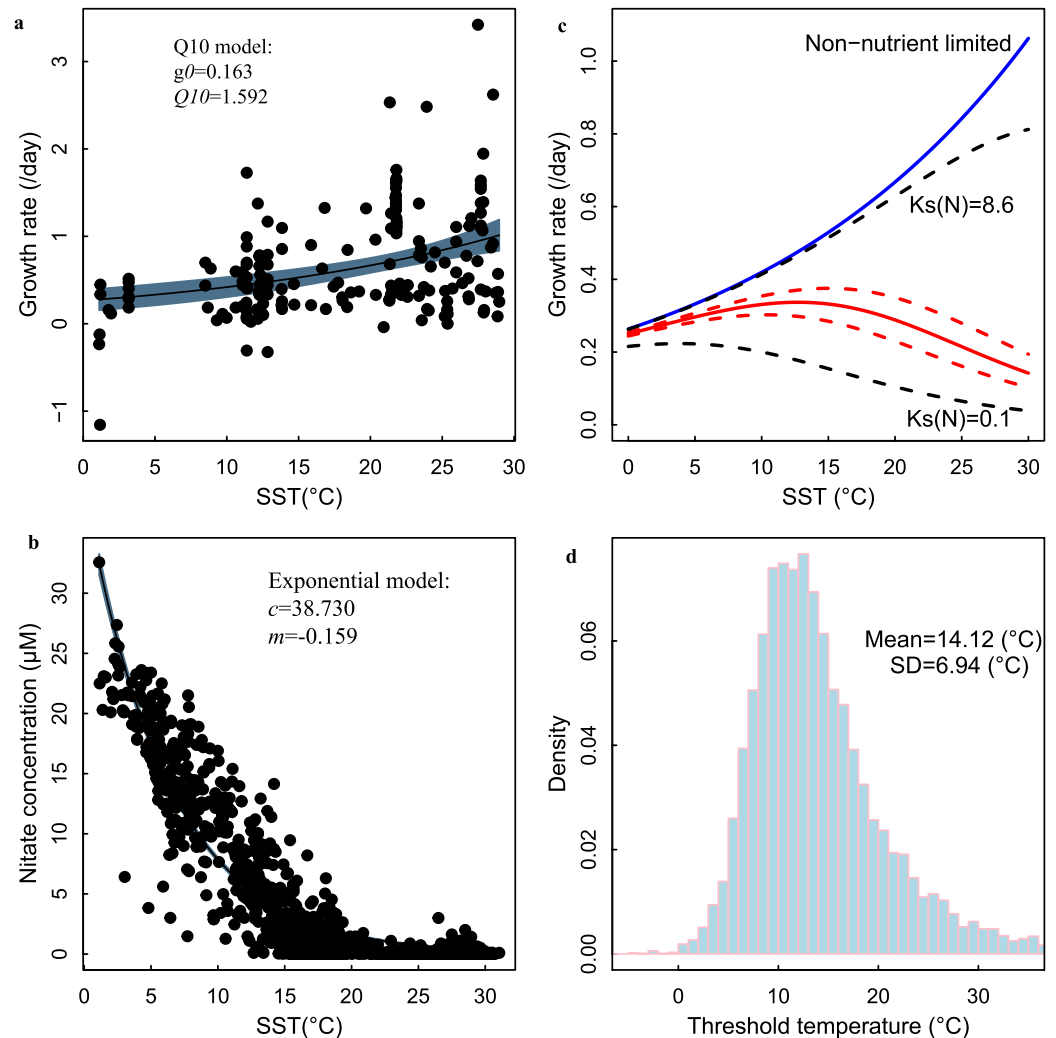 a
Q10 model:
g0=0.163
Q10=1.592
Growth rate (/day)
3
2
1
0
−1
0 5 10 15 20 25 30
SST(°C)
c
Non−nutrient limited
Ks(N)=8.6
Ks(N)=0.1
Growth rate (/day)
1.0
0.8
0.6
0.4
0.2
0.0
0 5 10 15 20 25 30
SST (°C)
b
Exponential model:
c=38.730
m=-0.159
Nitate concentration (µM)
30
25
20
15
10
5
0
0 5 10 15 20 25 30
SST(°C)
d
Mean=14.12 (°C)
SD=6.94 (°C)
Density
0.06
0.04
0.02
0.00
0 10 20 30
Threshold temperature (°C)